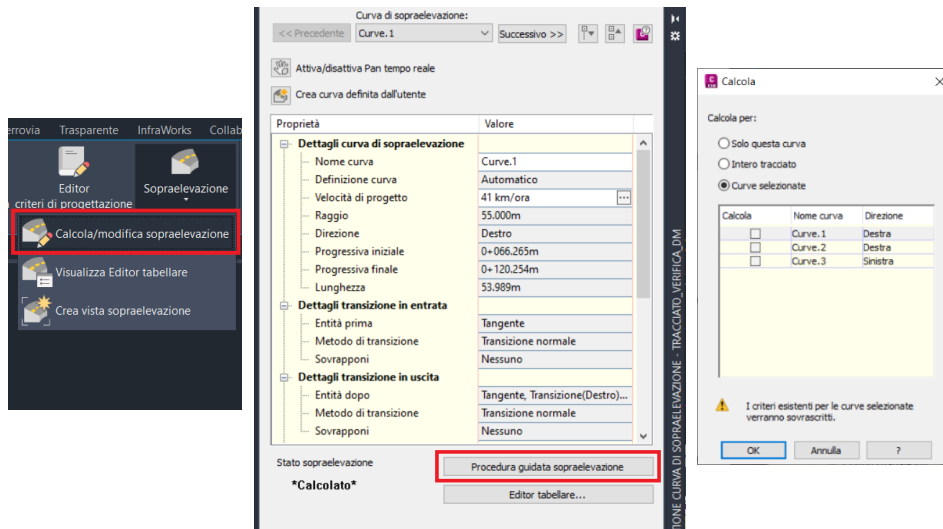 Trasparente InfraWorks
Editor
criteri di progettazione
Sopraelevazione
Calcola/modifica sopraelevazione
Visualizza Editor tabellare
Crea vista sopraelevazione
Curva di sopraelevazione:
<< Precedente Curve.1 Successivo >>
Attiva/disattiva Pan tempo reale
Crea curva definita dall'utente
Proprietà Valore
Dettagli curva di sopraelevazione
Nome curva Curve.1
Definizione curva Automatico
Velocità di progetto 41 km/ora ...
Raggio 55.000m
Direzione Destro
Progressiva iniziale 0+066.265m
Progressiva finale 0+120.254m
Lunghezza 53.989m
Dettagli transizione in entrata
Entità prima Tangente
Metodo di transizione Transizione normale
Sovrapponi Nessuno
Dettagli transizione in uscita
Entità dopo Tangente, Transizione(Destro)...
Metodo di transizione Transizione normale
Sovrapponi Nessuno
Stato sopraelevazione
*Calcolato*
Procedura guidata sopraelevazione
Editor tabellare...
CURVA DI SOPRAELEVAZIONE - TRACCIATO_VERIFICA_DM
Calcola
Calcola per:
Solo questa curva
Intero tracciato
Curve selezionate
Calcola Nome curva Direzione
Curve.1 Destra
Curve.2 Destra
Curve.3 Sinistra
I criteri esistenti per le curve selezionate
verranno sovrascritti.
OK Annulla ?